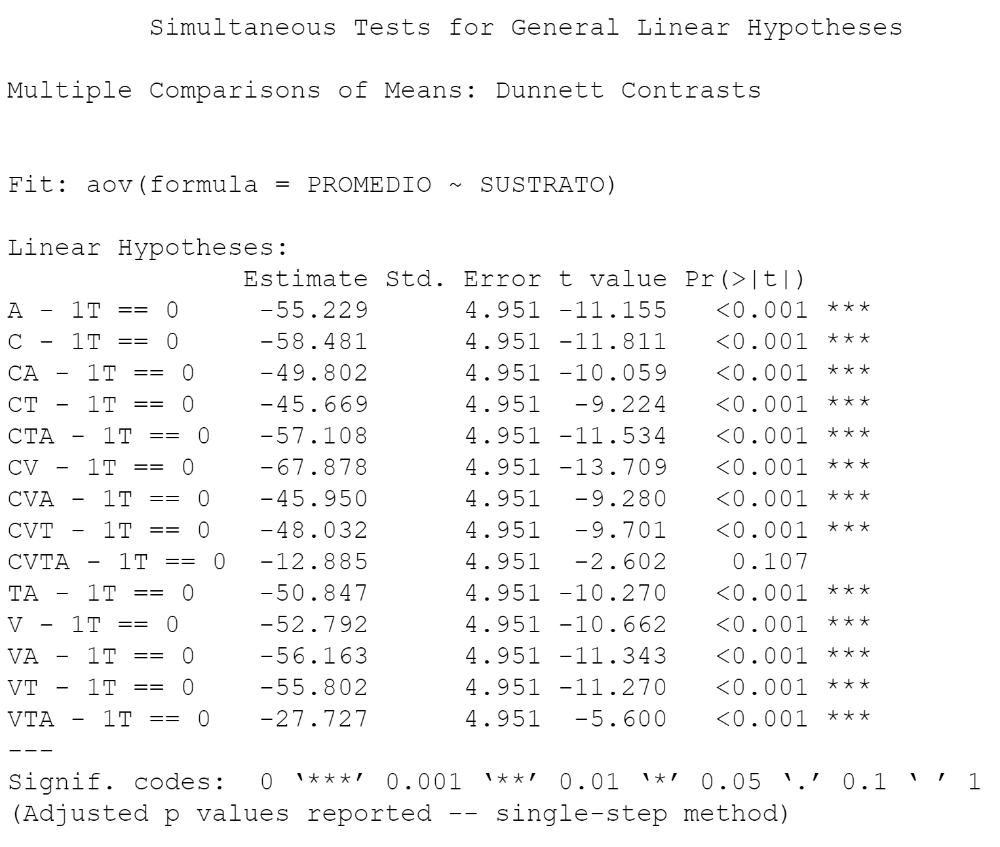 Simultaneous Tests for General Linear Hypotheses
Multiple Comparisons of Means: Dunnett Contrasts
Fit: aov(formula = PROMEDIO ~ SUSTRATO)
Linear Hypotheses:
Estimate Std. Error t value Pr(>|t|)
A - 1T == 0 -55.229 4.951 -11.155 <0.001 ***
C - 1T == 0 -58.481 4.951 -11.811 <0.001 ***
CA - 1T == 0 -49.802 4.951 -10.059 <0.001 ***
CT - 1T == 0 -45.669 4.951 -9.224 <0.001 ***
CTA - 1T == 0 -57.108 4.951 -11.534 <0.001 ***
CV - 1T == 0 -67.878 4.951 -13.709 <0.001 ***
CVA - 1T == 0 -45.950 4.951 -9.280 <0.001 ***
CVT - 1T == 0 -48.032 4.951 -9.701 <0.001 ***
CVTA - 1T == 0 -12.885 4.951 -2.602 0.107
TA - 1T == 0 -50.847 4.951 -10.270 <0.001 ***
V - 1T == 0 -52.792 4.951 -10.662 <0.001 ***
VA - 1T == 0 -56.163 4.951 -11.343 <0.001 ***
VT - 1T == 0 -55.802 4.951 -11.270 <0.001 ***
VTA - 1T == 0 -27.727 4.951 -5.600 <0.001 ***
---
Signif. codes: 0 ‘***’ 0.001 ‘**’ 0.01 ‘*’ 0.05 ‘.’ 0.1 ‘ ’ 1
(Adjusted p values reported -- single-step method)